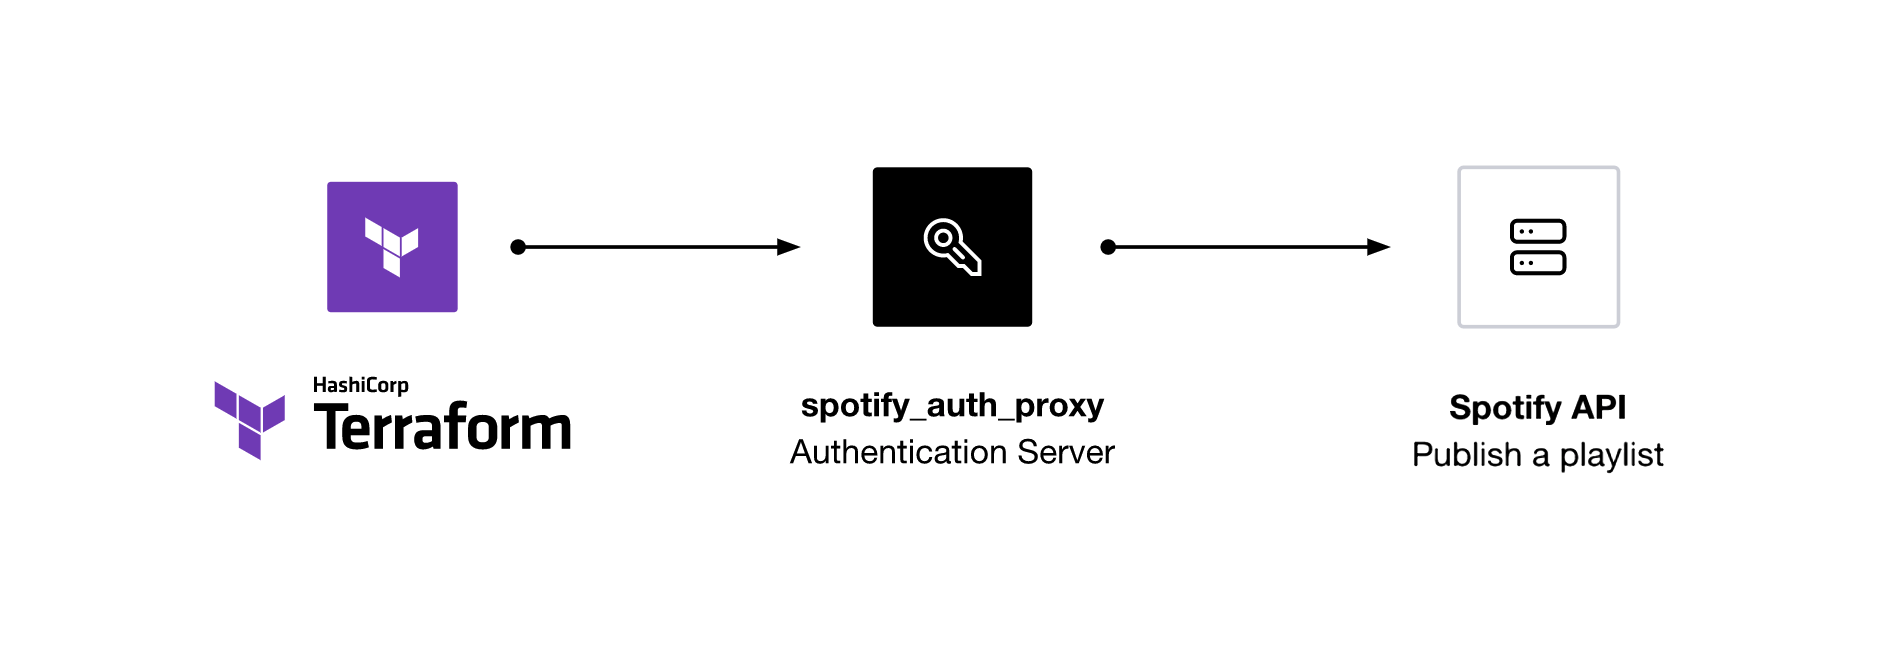 HashiCorp
Terraform
spotify_auth_proxy
Authentication Server
Spotify API
Publish a playlist